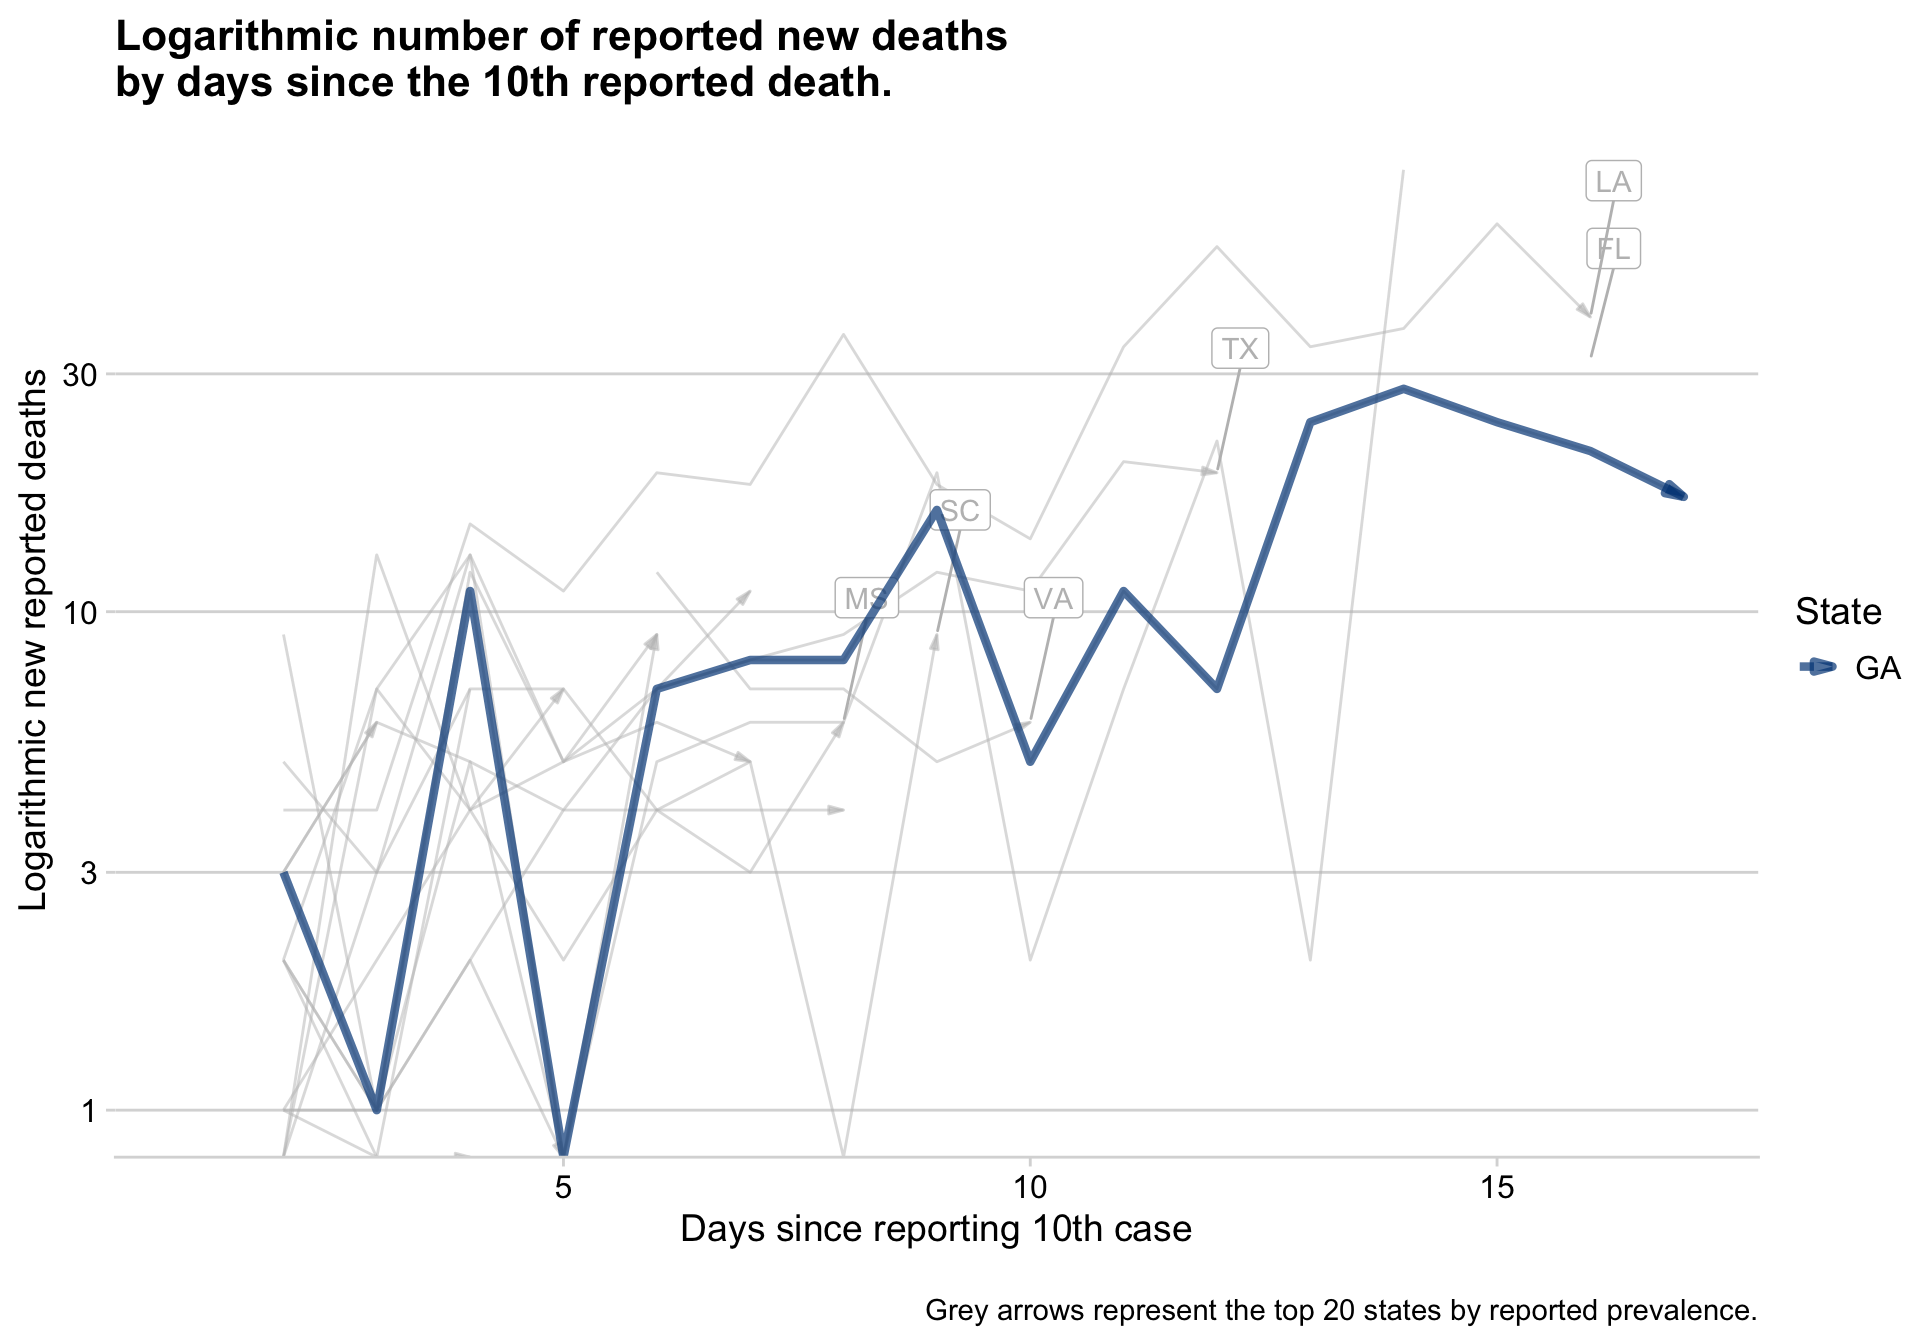 Logarithmic number of reported new deaths
by days since the 10th reported death.
LA
FL
TX
SC
MS
VA
30
10
3
1
Logarithmic new reported deaths
State
GA
5
10
15
Days since reporting 10th case
Grey arrows represent the top 20 states by reported prevalence.